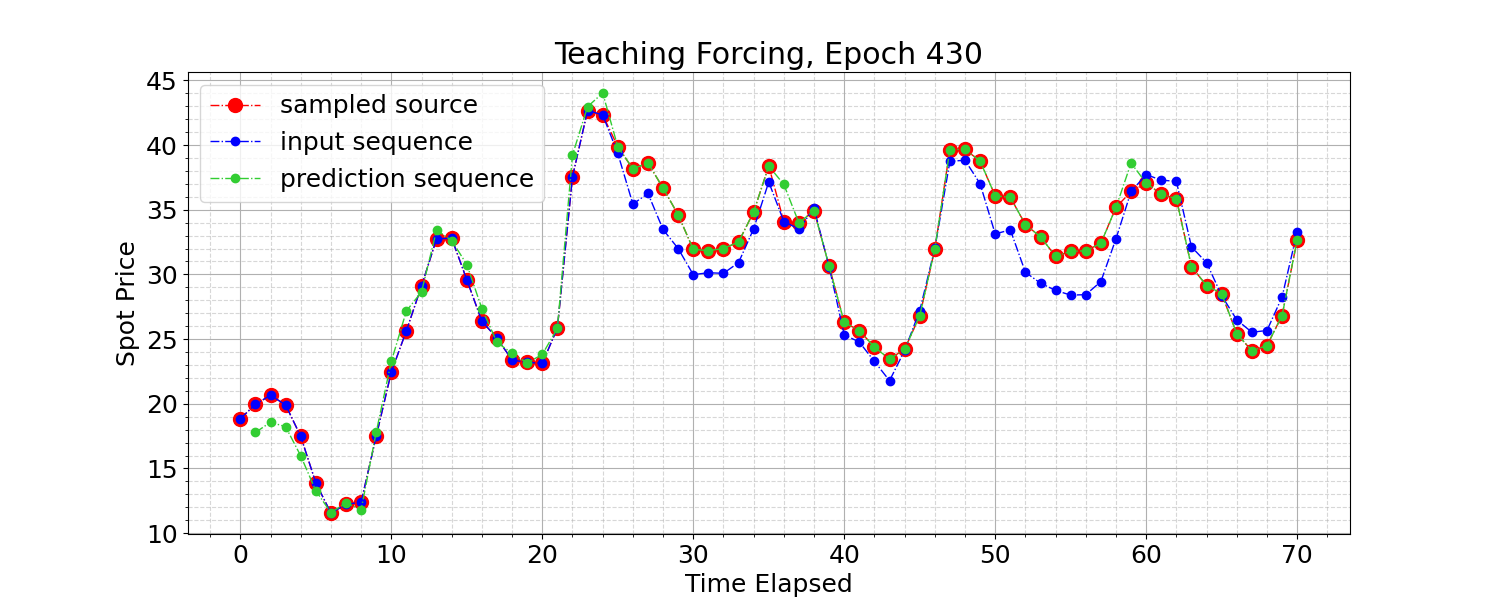 Teaching Forcing, Epoch 430
45
40
35
30
25
20
15
10
Spot Price
sampled source
input sequence
prediction sequence
0 10 20 30 40 50 60 70
Time Elapsed